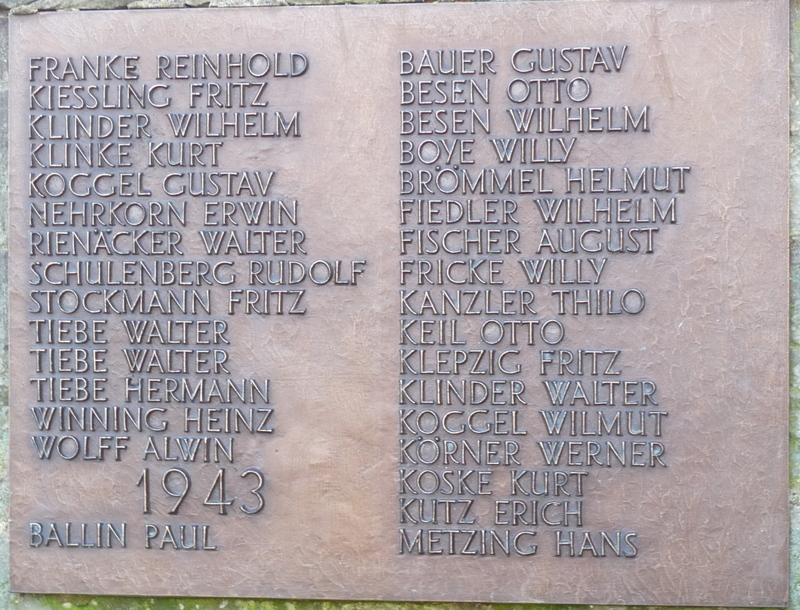 FRANKE REINHOLD
KIESSLING FRITZ
KLINDER WILHELM
KLINKE KURT
KOGGEL GUSTAV
NEHRKORN ERWIN
RIENÄCKER WALTER
SCHULENBERG RUDOLF
STOCKMANN FRITZ
TIEBE WALTER
TIEBE WALTER
TIEBE HERMANN
WINNING HEINZ
WOLFF ALWIN
1943
BALLIN PAUL
BAUER GUSTAV
BESEN OTTO
BESEN WILHELM
BOYE WILLY
BRÖMMEL HELMUT
FIEDLER WILHELM
FISCHER AUGUST
FRICKE WILLY
KANZLER THILO
KEIL OTTO
KLEPZIG FRITZ
KLINDER WALTER
KOGGEL WILMUT
KÖRNER WERNER
KOSKE KURT
KUTZ ERICH
METZING HANS